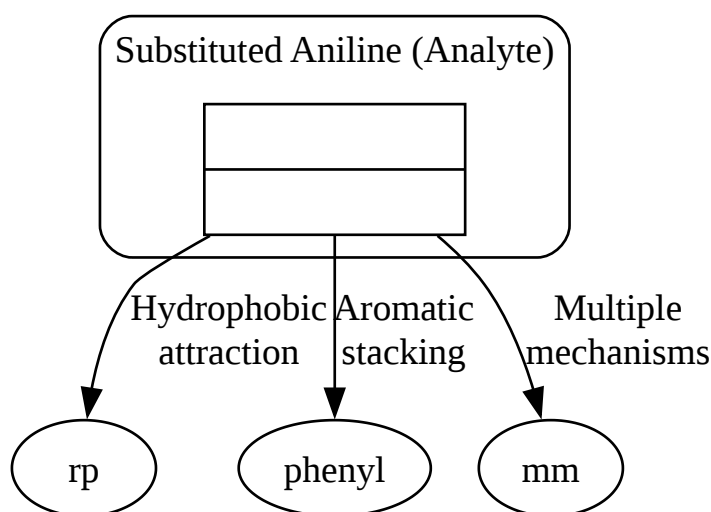 Substituted Aniline (Analyte)
Hydrophobic
attraction
Aromatic
stacking
Multiple
mechanisms
rp
phenyl
mm